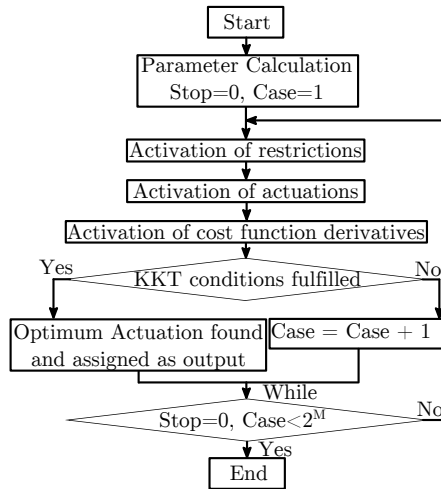 Start
Parameter Calculation
Stop=0, Case=1
Activation of restrictions
Activation of actuations
Activation of cost function derivatives
Yes
KKT conditions fulfilled
No
Optimum Actuation found
and assigned as output
Case = Case + 1
While
Stop=0, Case<2^M
No
Yes
End